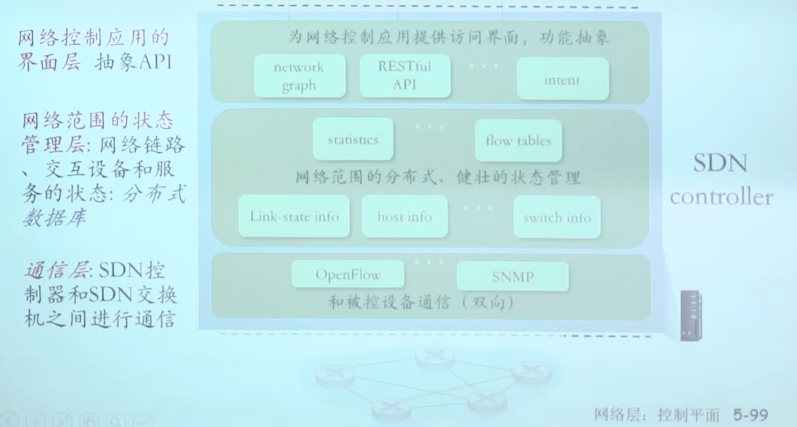 网络控制应用的
界面层 抽象API
为网络控制应用提供访问界面，功能抽象
network
graph
RESTful
API
...
intent
网络范围的状态
管理层: 网络链路
、交互设备和服
务的状态: 分布式
数据库
statistics
...
flow tables
网络范围的分布式、健壮的状态管理
Link-state info
host info
...
switch info
SDN
controller
通信层: SDN控
制器和SDN交换
机之间进行通信
OpenFlow
...
SNMP
和被控设备通信（双向）
网络层：控制平面 5-99